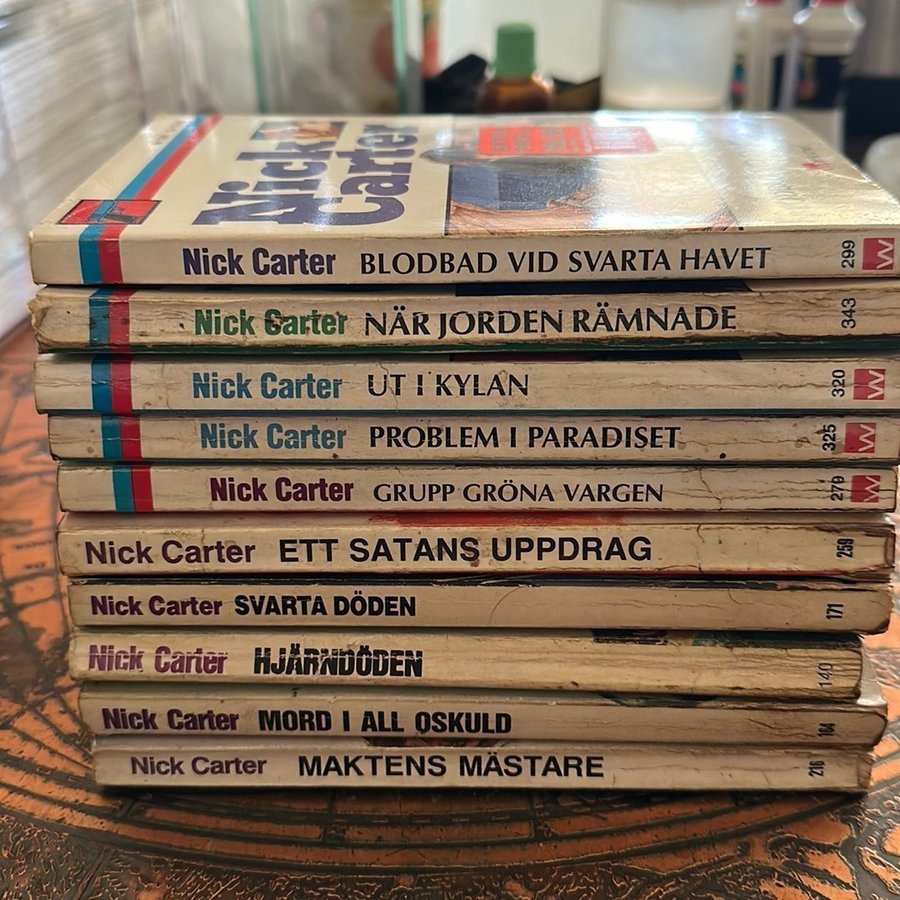 Nick
Carter
Nick Carter BLODBAD VID SVARTA HAVET 299 W
Nick Carter NÄR JORDEN RÄMNADE 343
Nick Carter UT I KYLAN 320 W
Nick Carter PROBLEM I PARADISET 325 W
Nick Carter GRUPP GRÖNA VARGEN 279 W
Nick Carter ETT SATANS UPPDRAG 259
Nick Carter SVARTA DÖDEN 171
Nick Carter HJÄRNDÖDEN 140
Nick Carter MORD I ALL OSKULD 164
Nick Carter MAKTENS MÄSTARE 216